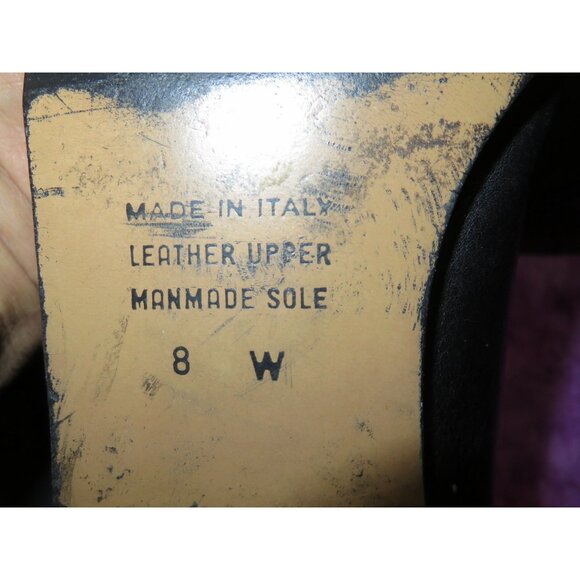 MADE IN ITALY
LEATHER UPPER
MANMADE SOLE
8 W